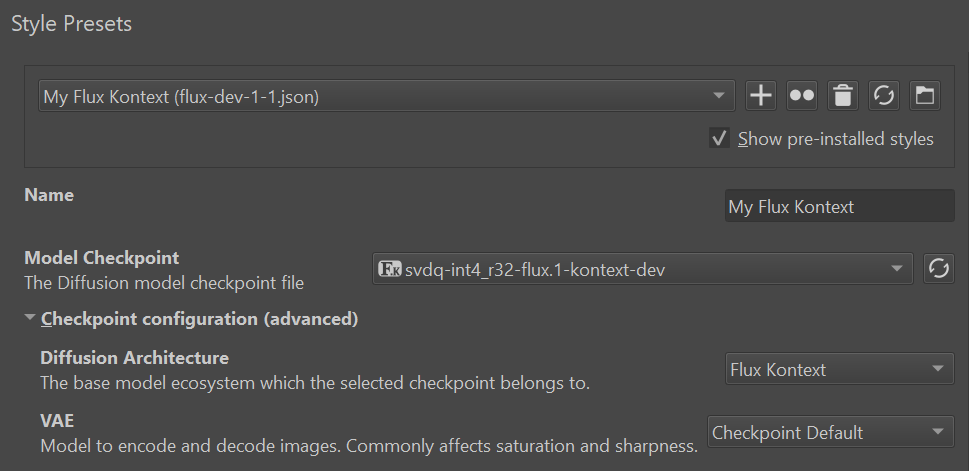 Style Presets
My Flux Kontext (flux-dev-1-1.json)
Show pre-installed styles
Name
My Flux Kontext
Model Checkpoint
The Diffusion model checkpoint file
FK svdq-int4_r32-flux.1-kontext-dev
Checkpoint configuration (advanced)
Diffusion Architecture
The base model ecosystem which the selected checkpoint belongs to.
Flux Kontext
VAE
Model to encode and decode images. Commonly affects saturation and sharpness.
Checkpoint Default